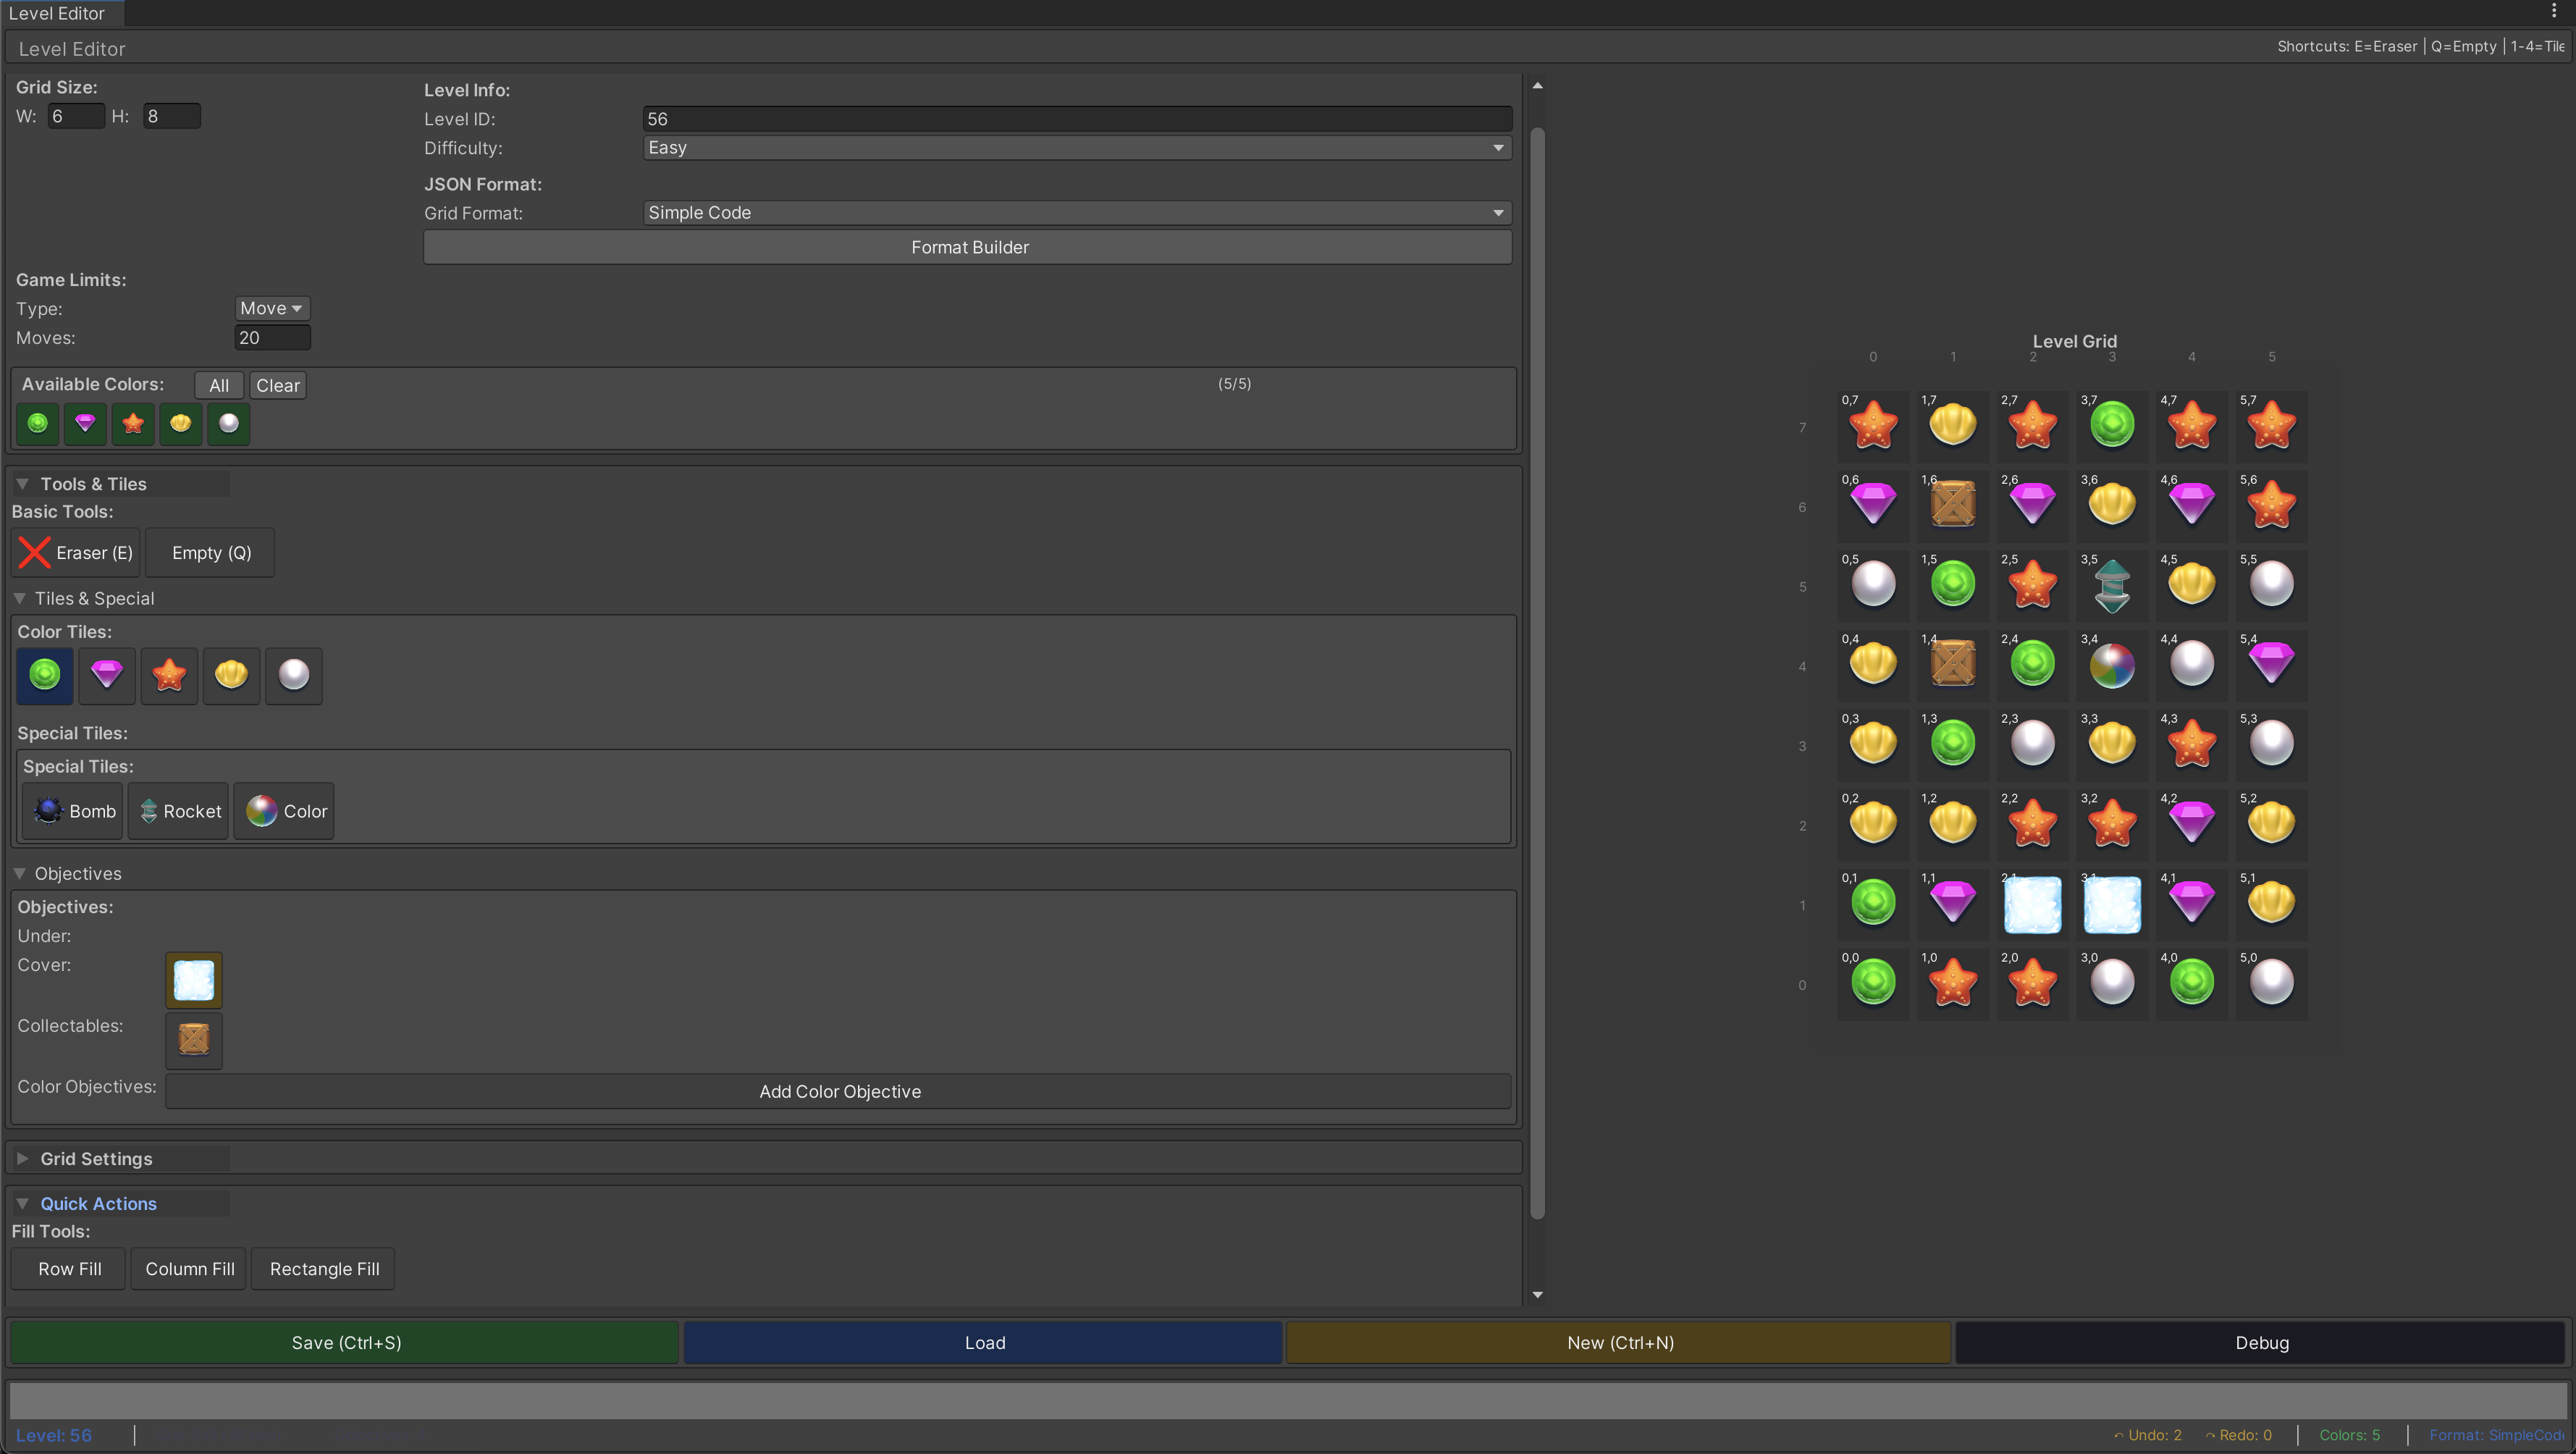 Level Editor
Level Editor
Shortcuts: E=Eraser | Q=Empty | 1-4=Tile
Grid Size:
W: 6 H: 8
Level Info:
Level ID: 56
Difficulty: Easy
JSON Format:
Grid Format: Simple Code
Format Builder
Game Limits:
Type: Move
Moves: 20
Available Colors: All Clear (5/5)
Tools & Tiles
Basic Tools:
Eraser (E) Empty (Q)
Tiles & Special
Color Tiles:
Special Tiles:
Special Tiles:
Bomb Rocket Color
Objectives
Objectives:
Under:
Cover:
Collectables:
Color Objectives: Add Color Objective
Grid Settings
Quick Actions
Fill Tools:
Row Fill Column Fill Rectangle Fill
Level Grid
0 1 2 3 4 5
0,7 1,7 2,7 3,7 4,7 5,7
7
0,6 1,6 2,6 3,6 4,6 5,6
6
0,5 1,5 2,5 3,5 4,5 5,5
5
0,4 1,4 2,4 3,4 4,4 5,4
4
0,3 1,3 2,3 3,3 4,3 5,3
3
0,2 1,2 2,2 3,2 4,2 5,2
2
0,1 1,1 2,1 3,1 4,1 5,1
1
0,0 1,0 2,0 3,0 4,0 5,0
0
Save (Ctrl+S) Load New (Ctrl+N) Debug
Level: 56 | Undo: 2 Redo: 0 | Colors: 5 | Format: SimpleCod